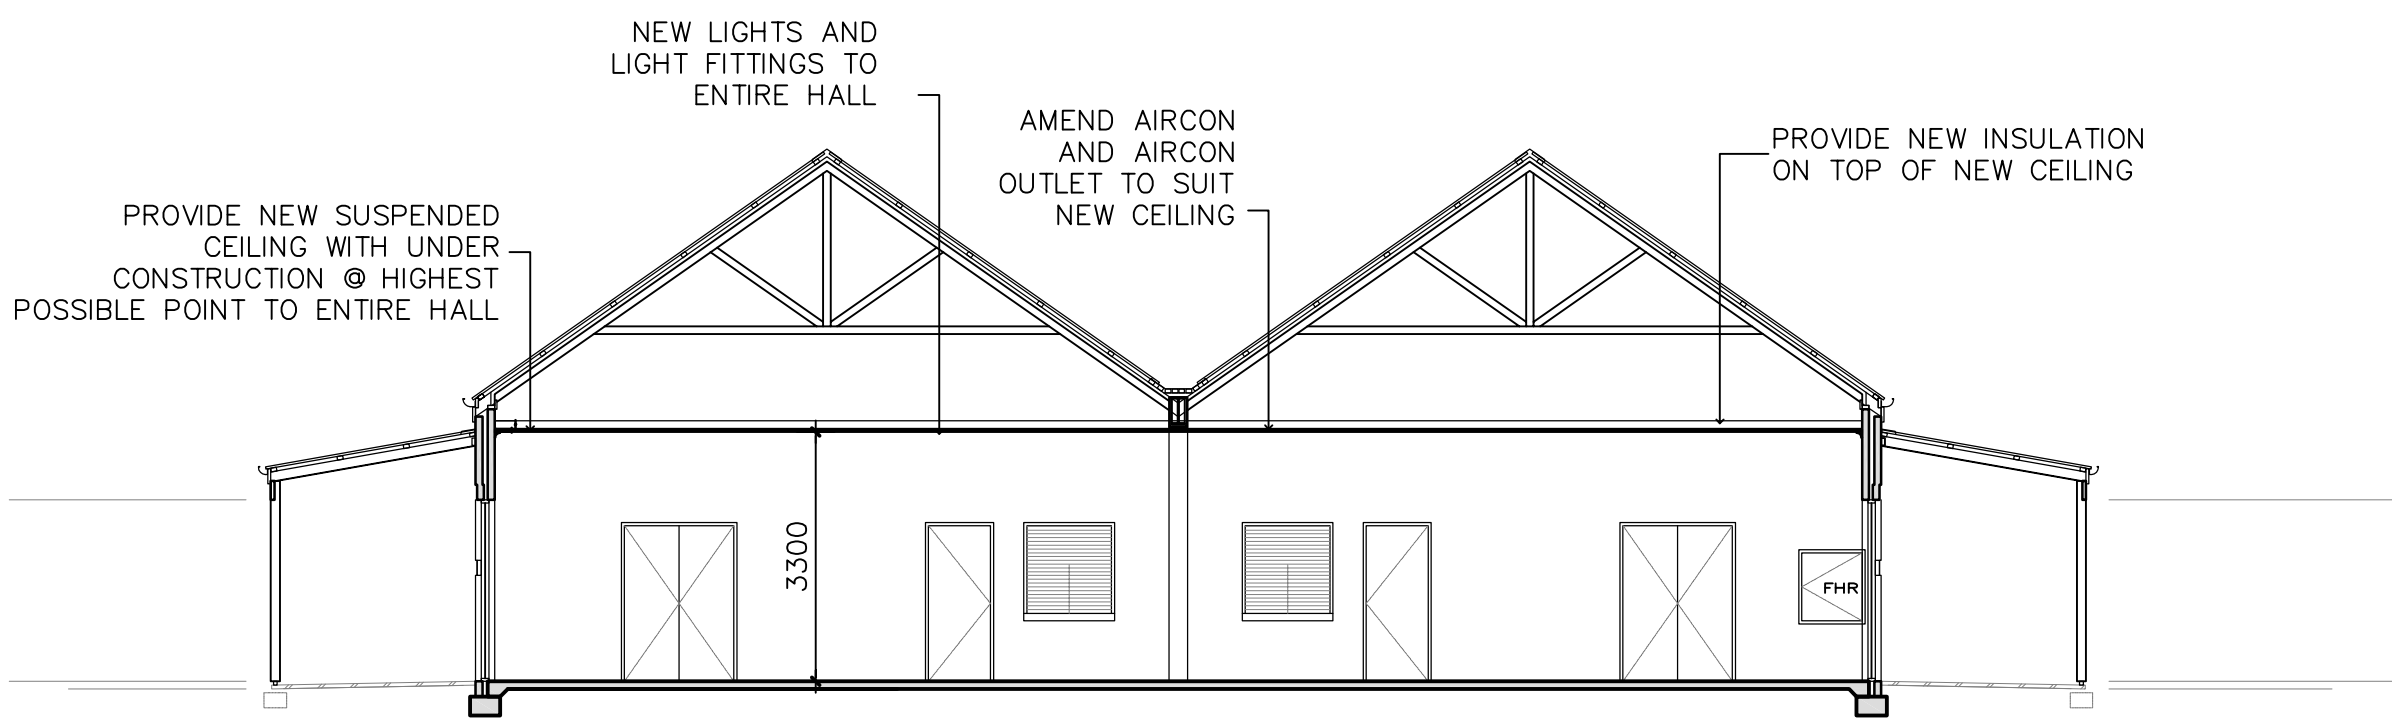 NEW LIGHTS AND
LIGHT FITTINGS TO
ENTIRE HALL
AMEND AIRCON
AND AIRCON
OUTLET TO SUIT
NEW CEILING
PROVIDE NEW INSULATION
ON TOP OF NEW CEILING
PROVIDE NEW SUSPENDED
CEILING WITH UNDER
CONSTRUCTION @ HIGHEST
POSSIBLE POINT TO ENTIRE HALL
3300
FHR